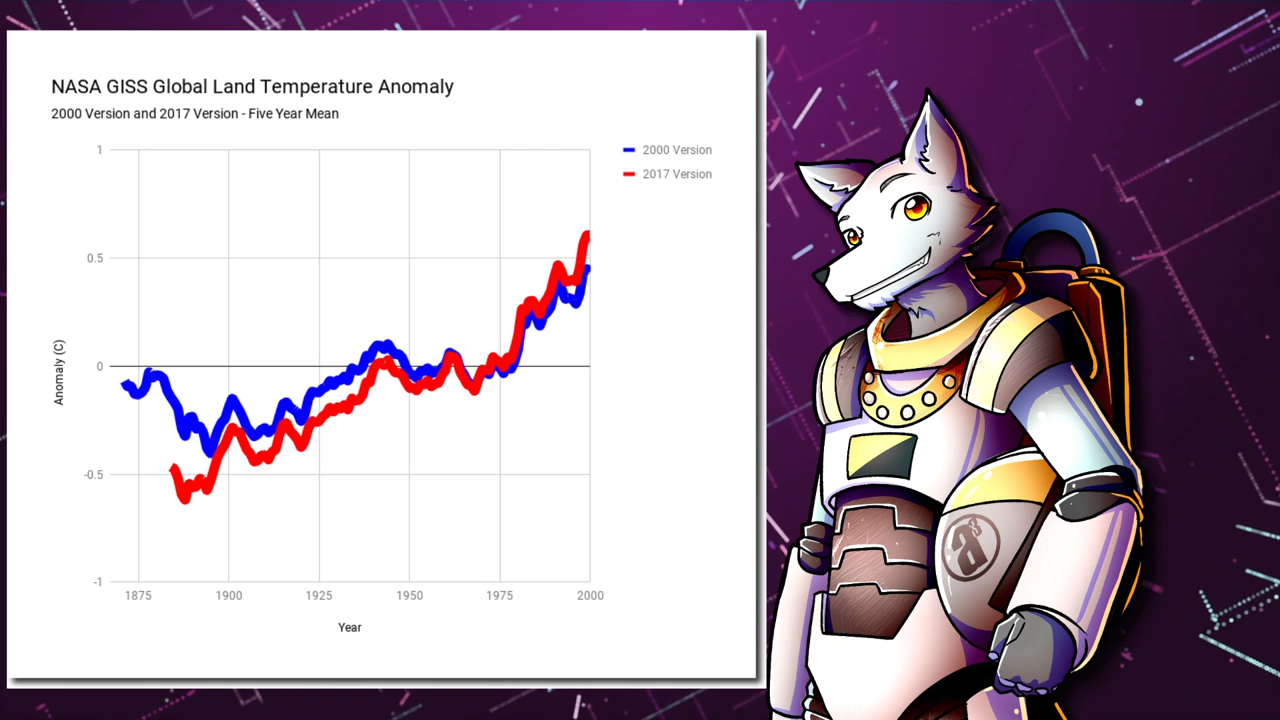 NASA GISS Global Land Temperature Anomaly
2000 Version and 2017 Version - Five Year Mean
1
0.5
0
-0.5
-1
Anomaly (C)
1875
1900
1925
1950
1975
2000
Year
2000 Version
2017 Version